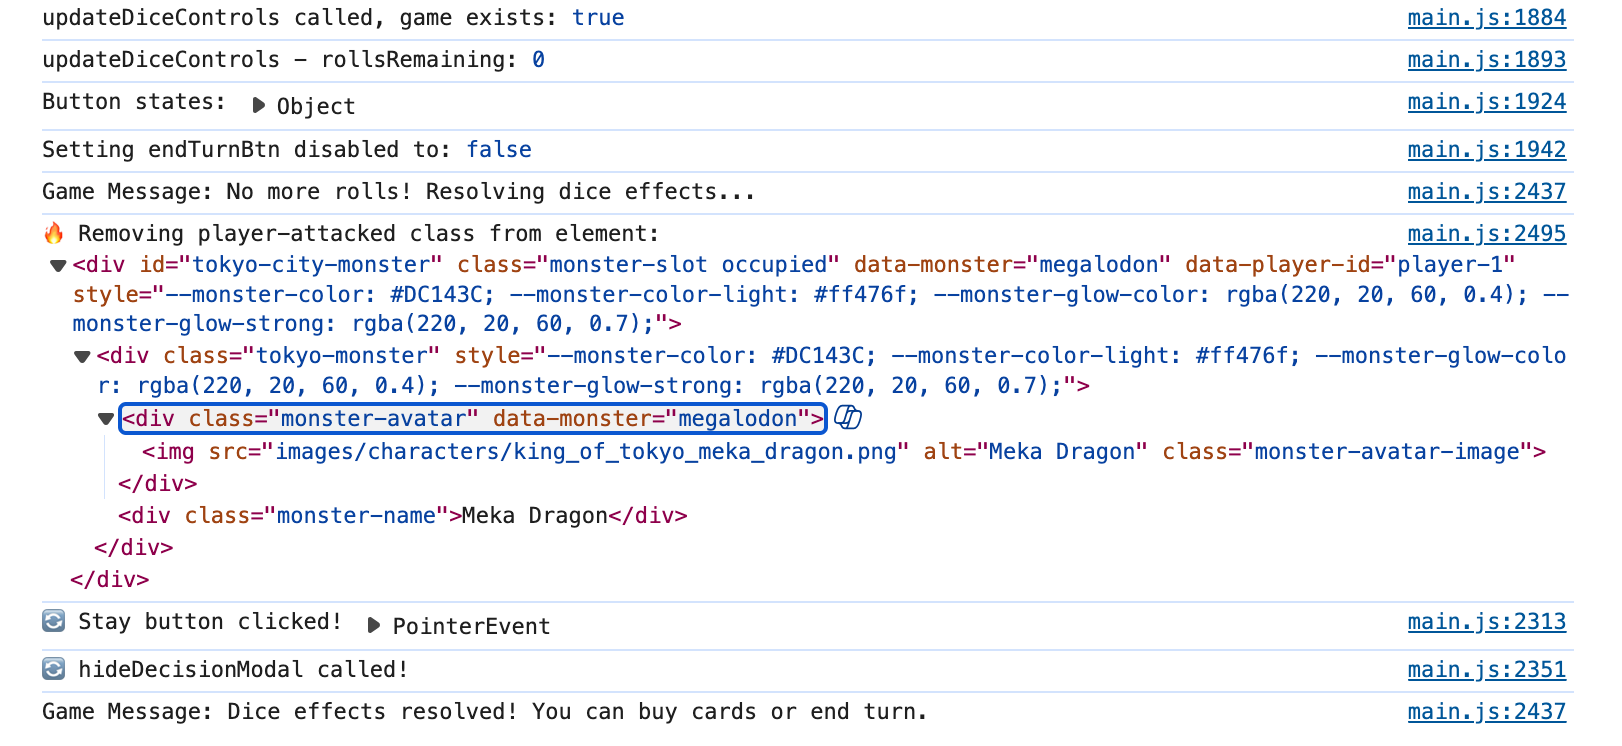 updateDiceControls called, game exists: true main.js:1884
updateDiceControls – rollsRemaining: 0 main.js:1893
Button states: Object main.js:1924
Setting endTurnBtn disabled to: false main.js:1942
Game Message: No more rolls! Resolving dice effects... main.js:2437
🔥 Removing player-attacked class from element: main.js:2495
<div id="tokyo-city-monster" class="monster-slot occupied" data-monster="megalodon" data-player-id="player-1"
style="--monster-color: #DC143C; --monster-color-light: #ff476f; --monster-glow-color: rgba(220, 20, 60, 0.4); --
monster-glow-strong: rgba(220, 20, 60, 0.7);">
<div class="tokyo-monster" style="--monster-color: #DC143C; --monster-color-light: #ff476f; --monster-glow-colo
r: rgba(220, 20, 60, 0.4); --monster-glow-strong: rgba(220, 20, 60, 0.7);">
<div class="monster-avatar" data-monster="megalodon">
<img src="images/characters/king_of_tokyo_meka_dragon.png" alt="Meka Dragon" class="monster-avatar-image">
</div>
<div class="monster-name">Meka Dragon</div>
</div>
</div>
🔄 Stay button clicked! PointerEvent main.js:2313
🔄 hideDecisionModal called! main.js:2351
Game Message: Dice effects resolved! You can buy cards or end turn. main.js:2437